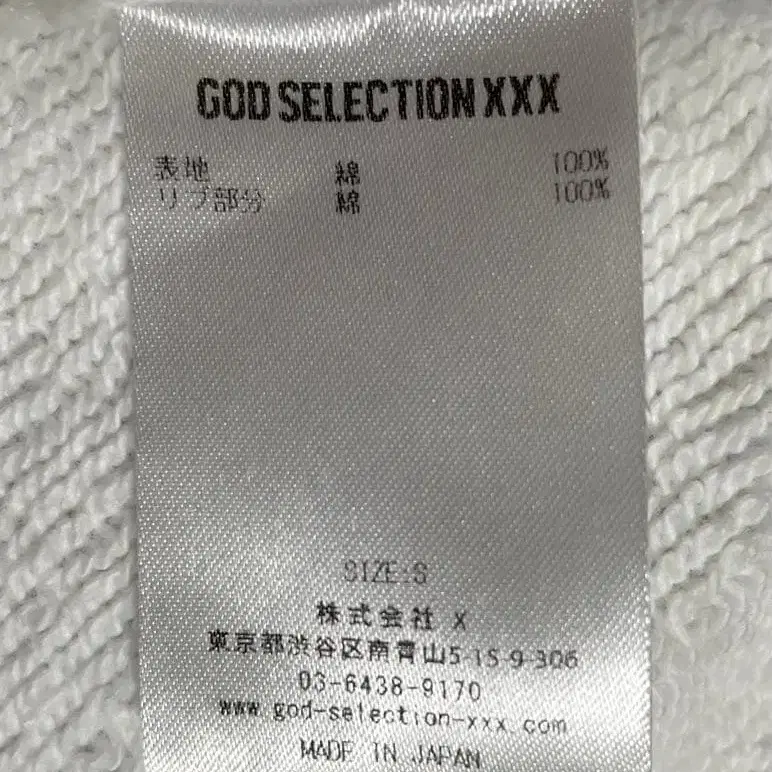 GOD SELECTION XXX
表地 綿 100%
リブ部分 綿 100%
SIZE:S
株式会社 X
東京都渋谷区南青山5-15-9-306
03-6438-9170
www.god-selection-xxx.com
MADE IN JAPAN